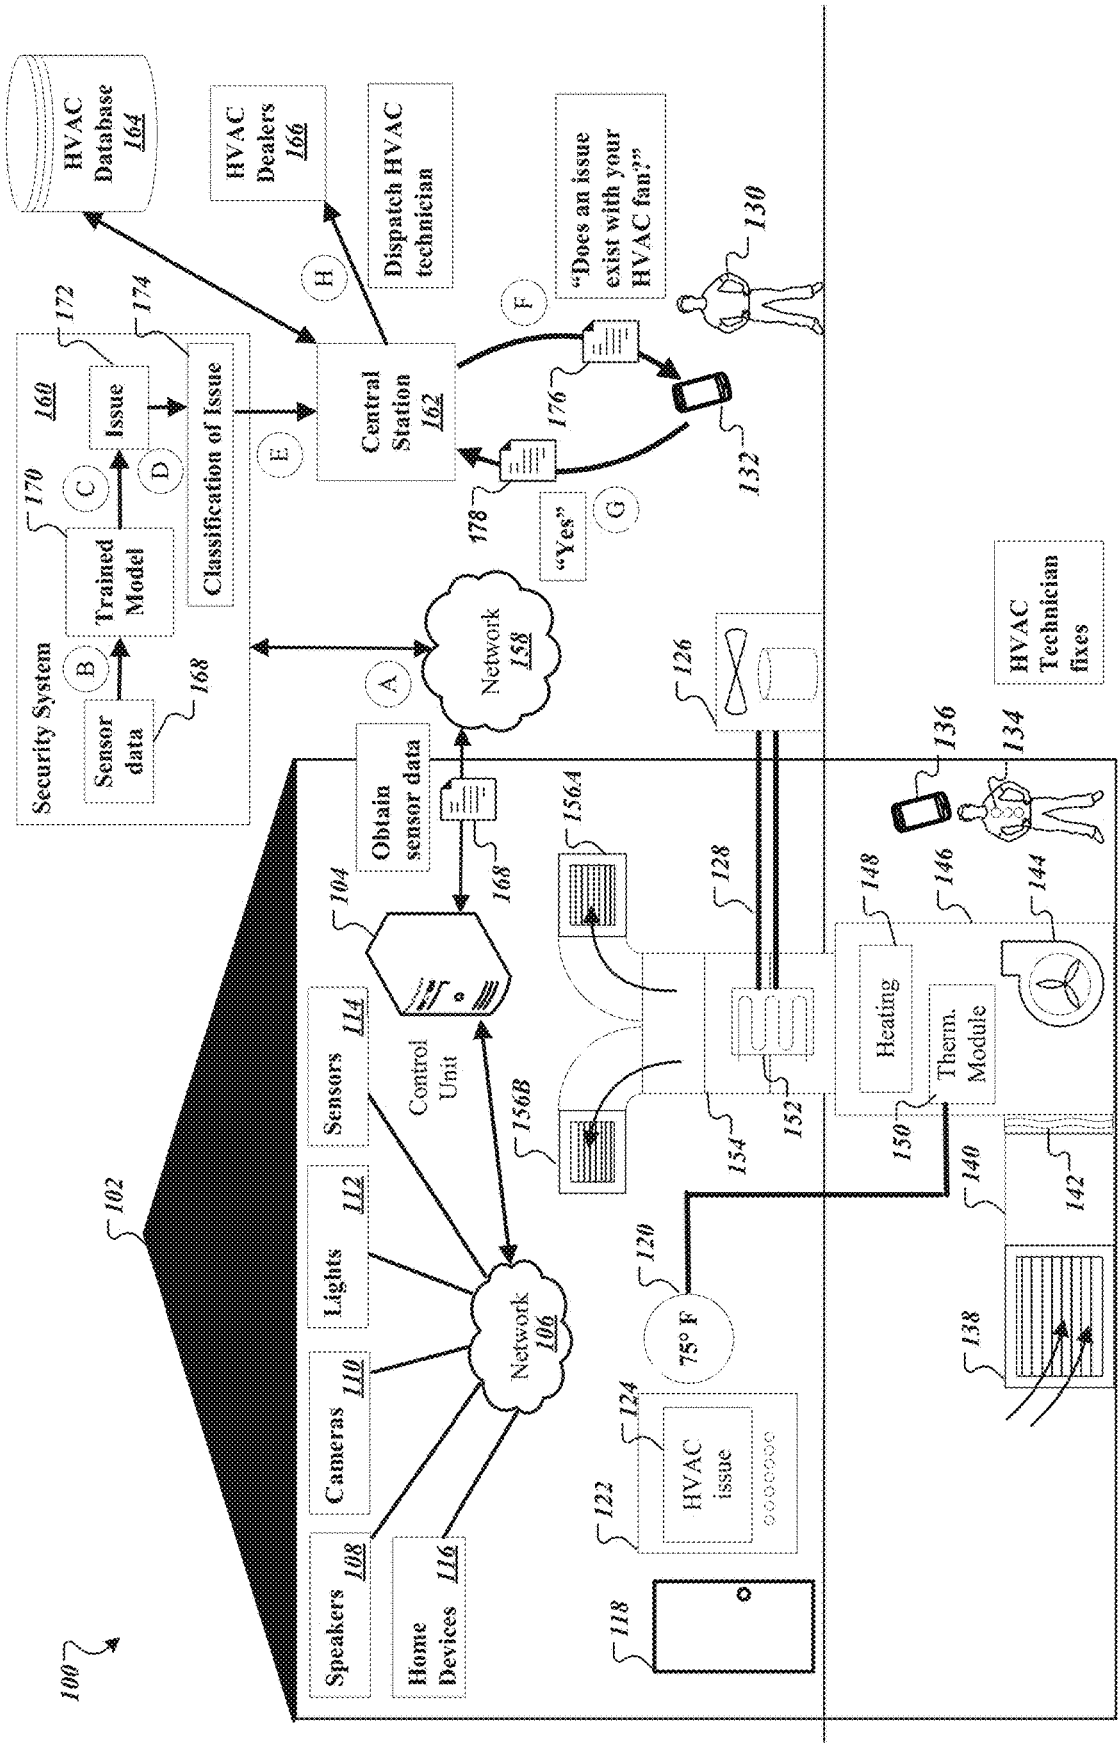 100
102
Security System
160
Sensor
data
168
B
Trained
Model
170
C
Issue
172
D
Classification of Issue
174
E
HVAC
Database
164
HVAC
Dealers
166
H
Dispatch HVAC
technician
Central
Station
162
F
176
"Does an issue
exist with your
HVAC fan?"
178
"Yes"
G
132
130
A
Network
158
Obtain
sensor data
168
104
Control
Unit
Speakers
108
Cameras
110
Lights
112
Sensors
114
Home
Devices
116
Network
106
118
122
124
HVAC
issue
120
75° F
156B
156A
154
152
128
126
138
140
142
150
Therm.
Module
Heating
148
146
144
136
134
HVAC
Technician
fixes